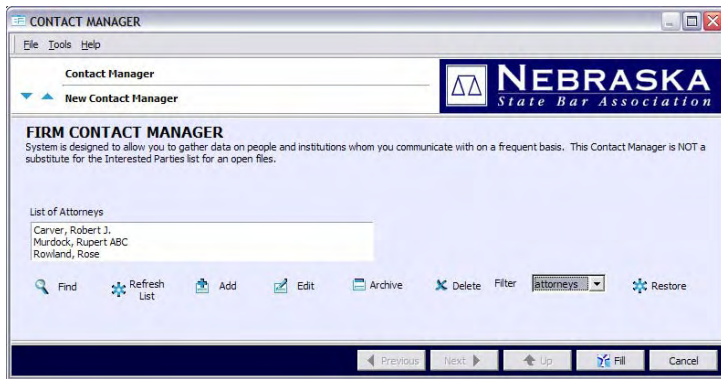 CONTACT MANAGER
File Tools Help
Contact Manager
New Contact Manager
NEBRASKA
State Bar Association
FIRM CONTACT MANAGER
System is designed to allow you to gather data on people and institutions whom you communicate with on a frequent basis. This Contact Manager is NOT a
substitute for the Interested Parties list for an open files.
List of Attorneys
Carver, Robert J.
Murdock, Rupert ABC
Rowland, Rose
Find
Refresh
List
Add
Edit
Archive
Delete
Filter
attorneys
Restore
Previous
Next
Up
Fill
Cancel